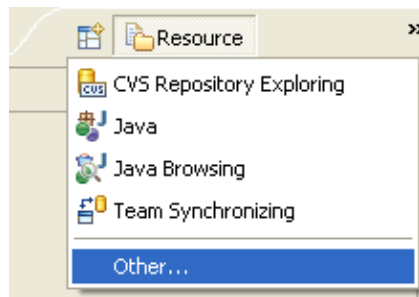 Resource
»
CVS Repository Exploring
Java
Java Browsing
Team Synchronizing
Other...